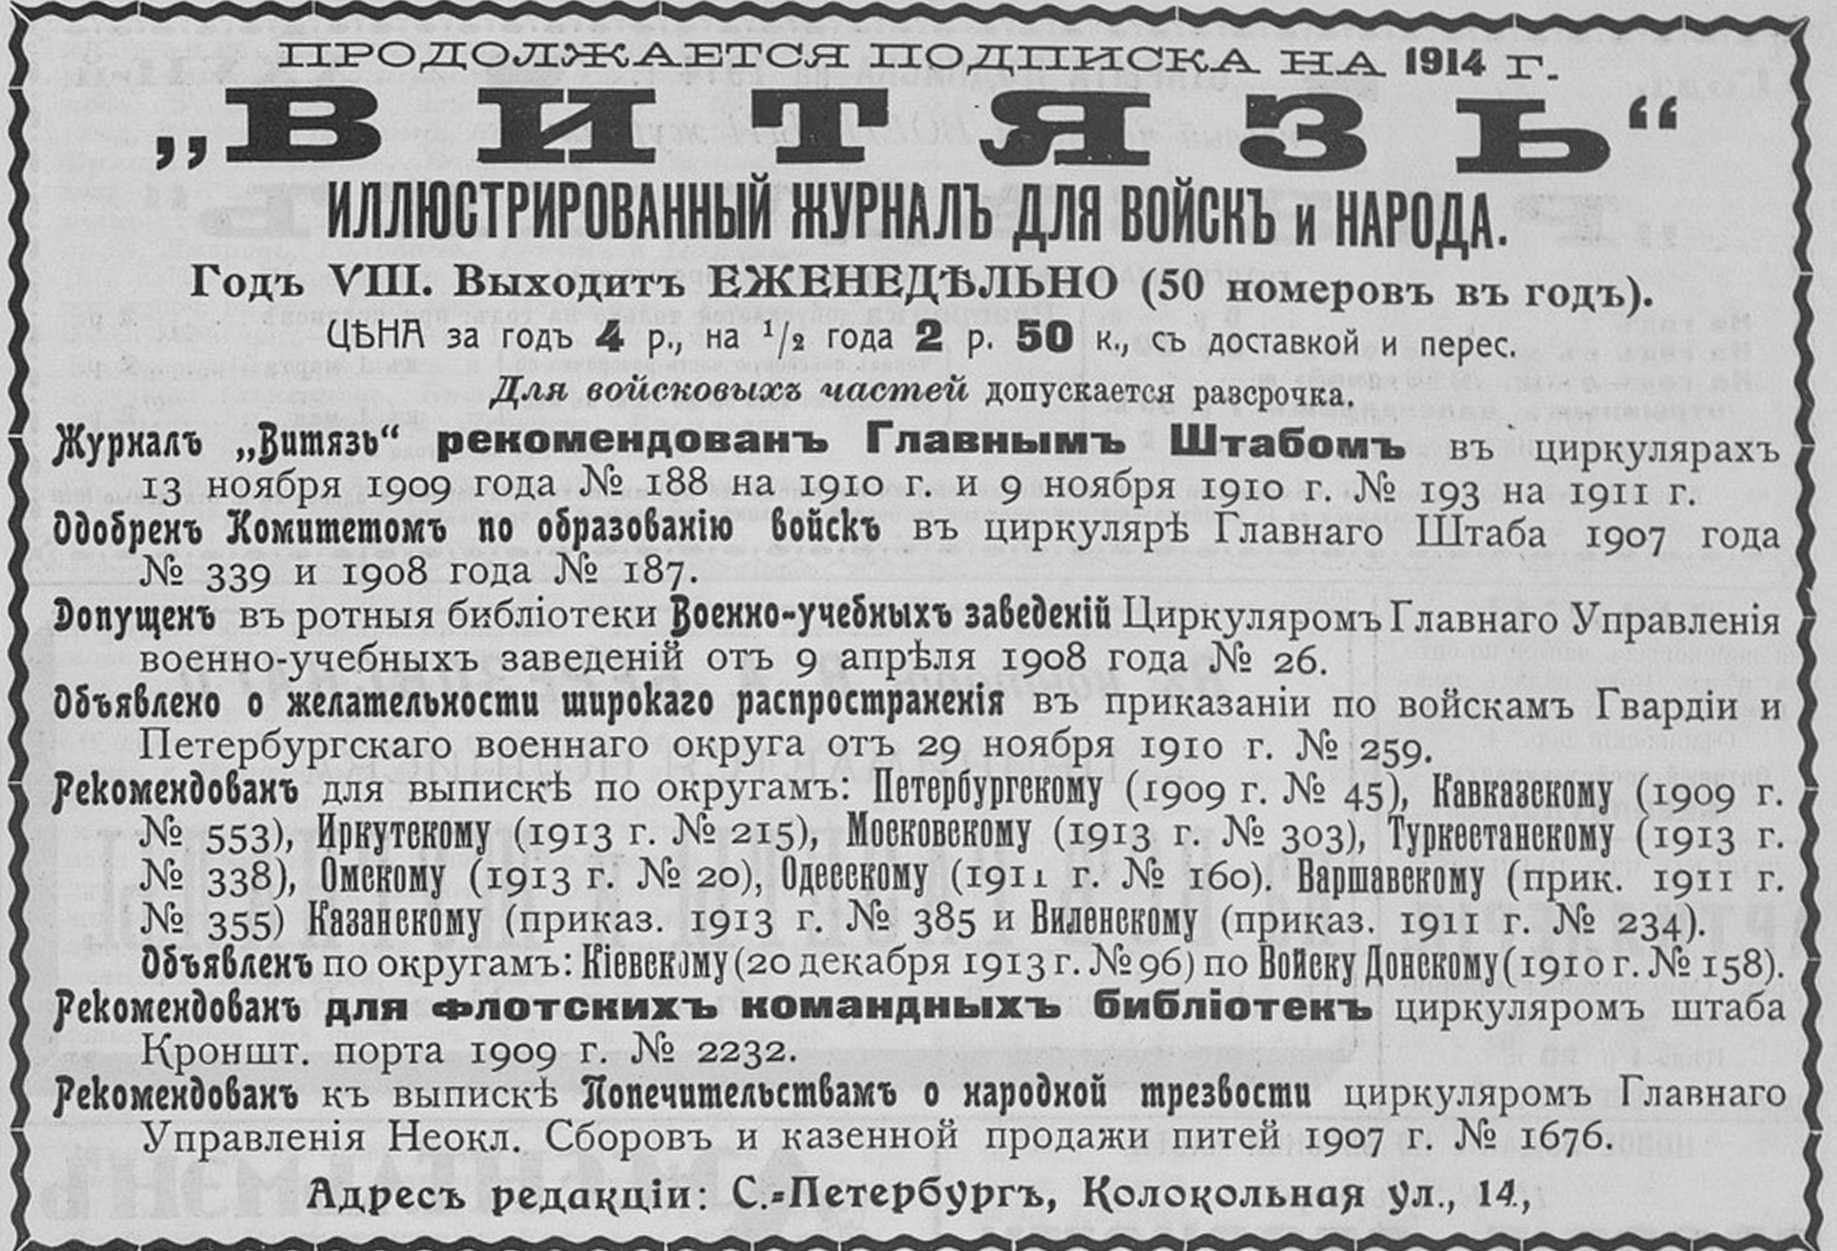 ПРОДОЛЖАЕТСЯ ПОДПИСКА НА 1914 г.
„ВИТЯЗЬ“
ИЛЛЮСТРИРОВАННЫЙ ЖУРНАЛЪ ДЛЯ ВОЙСКЪ и НАРОДА.
Годъ VIII. Выходитъ ЕЖЕНЕДѢЛЬНО (50 номеровъ въ годъ).
ЦѢНА за годъ 4 р., на 1/2 года 2 р. 50 к., съ доставкой и перес.
Для войсковыхъ частей допускается разсрочка.
Журналъ „Витязь“ рекомендованъ Главнымъ Штабомъ въ циркулярахъ
13 ноября 1909 года № 188 на 1910 г. и 9 ноября 1910 г. № 193 на 1911 г.
Одобренъ Комитетомъ по образованію войскъ въ циркулярѣ Главнаго Штаба 1907 года
№ 339 и 1908 года № 187.
Допущенъ въ ротныя библіотеки Военно-учебныхъ заведеній Циркуляромъ Главнаго Управленія
военно-учебныхъ заведеній отъ 9 апрѣля 1908 года № 26.
Объявлено о желательности широкаго распространенія въ приказаніи по войскамъ Гвардіи и
Петербургскаго военнаго округа отъ 29 ноября 1910 г. № 259.
Рекомендованъ для выпискѣ по округамъ: Петербургскому (1909 г. № 45), Кавказскому (1909 г.
№ 553), Иркутскому (1913 г. № 215), Московскому (1913 г. № 303), Туркестанскому (1913 г.
№ 338), Омскому (1913 г. № 20), Одесскому (1911 г. № 160). Варшавскому (прик. 1911 г.
№ 355) Казанскому (приказ. 1913 г. № 385 и Виленскому (приказ. 1911 г. № 234).
Объявленъ по округамъ: Кіевскому (20 декабря 1913 г. № 96) по Войску Донскому (1910 г. № 158).
Рекомендованъ для флотскихъ командныхъ библіотекъ циркуляромъ штаба
Кроншт. порта 1909 г. № 2232.
Рекомендованъ къ выпискѣ Попечительствамъ о народной трезвости циркуляромъ Главнаго
Управленія Неокл. Сборовъ и казенной продажи питей 1907 г. № 1676.
Адресъ редакціи: С.-Петербургъ, Колокольная ул., 14,